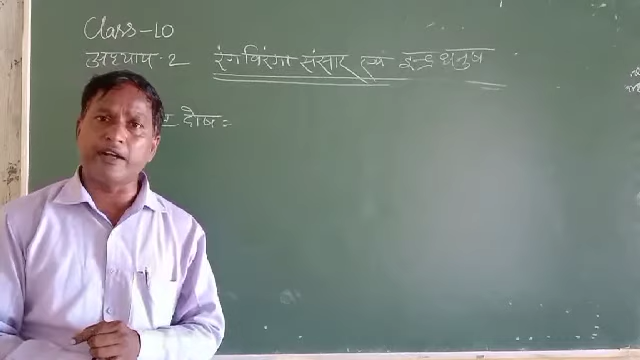 Class-10
अध्याय-2 रंगबिरंगा संसार एवं इन्द्रधनुष
दोष :-